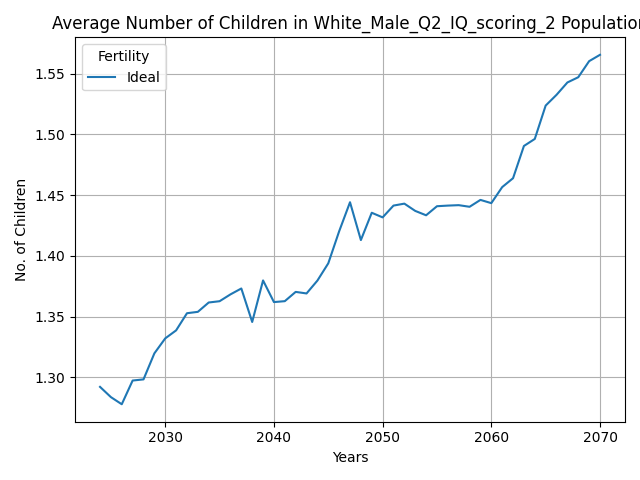 Average Number of Children in White_Male_Q2_IQ_scoring_2 Population
Fertility
Ideal
No. of Children
1.55
1.50
1.45
1.40
1.35
1.30
2030 2040 2050 2060 2070
Years